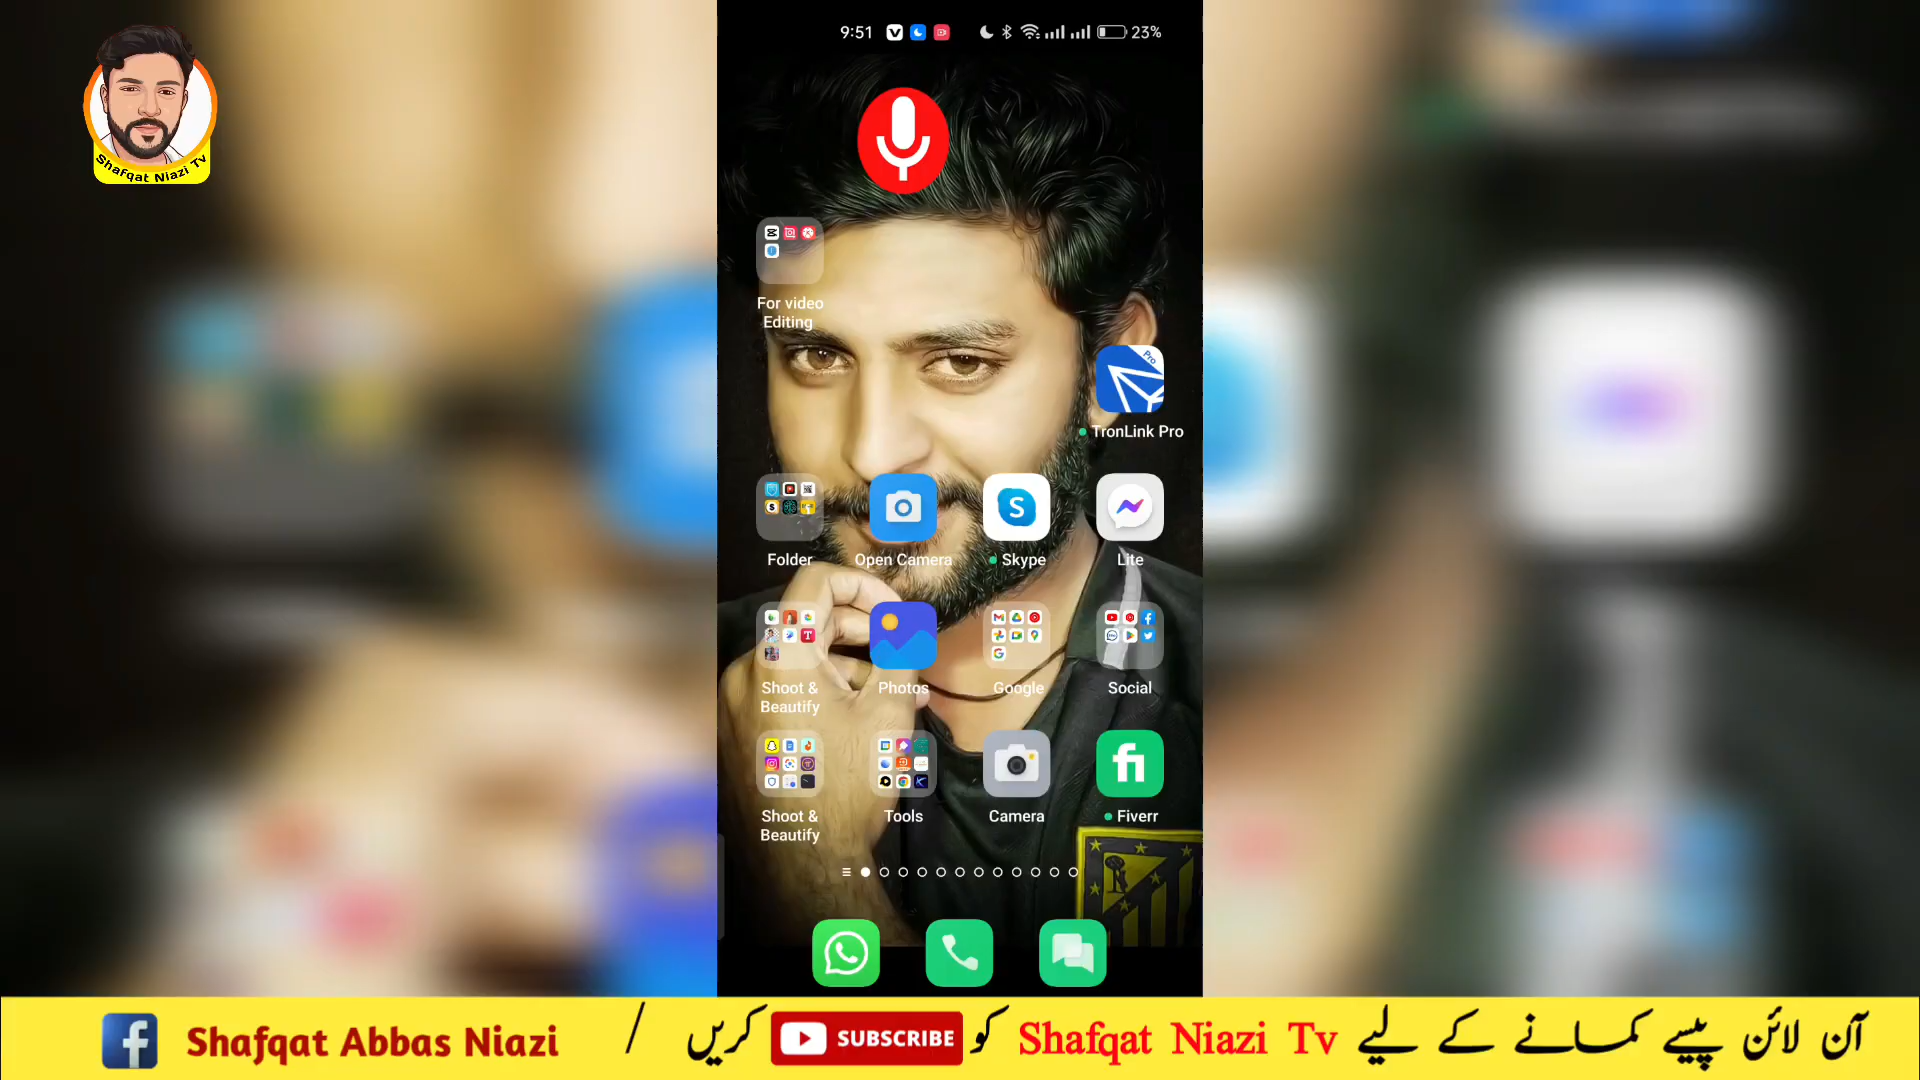 9:51
23%
Shafqat Niazi Tv
For video
Editing
Pro
TronLink Pro
Folder
Open Camera
S
Skype
Lite
Shoot &
Beautify
Photos
Google
Social
Shoot &
Beautify
Tools
Camera
fi
Fiverr
آن لائن پیسے کمانے کے لیے Shafqat Niazi Tv کو SUBSCRIBE کریں / Shafqat Abbas Niazi